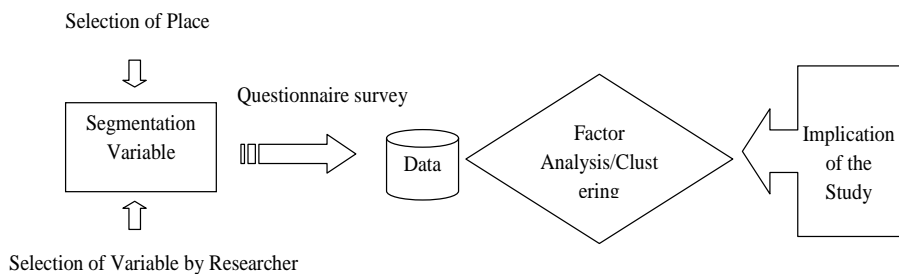 Selection of Place
Questionnaire survey
Segmentation
Variable
Data
Factor
Analysis/Clust
ering
Implication
of the
Study
Selection of Variable by Researcher